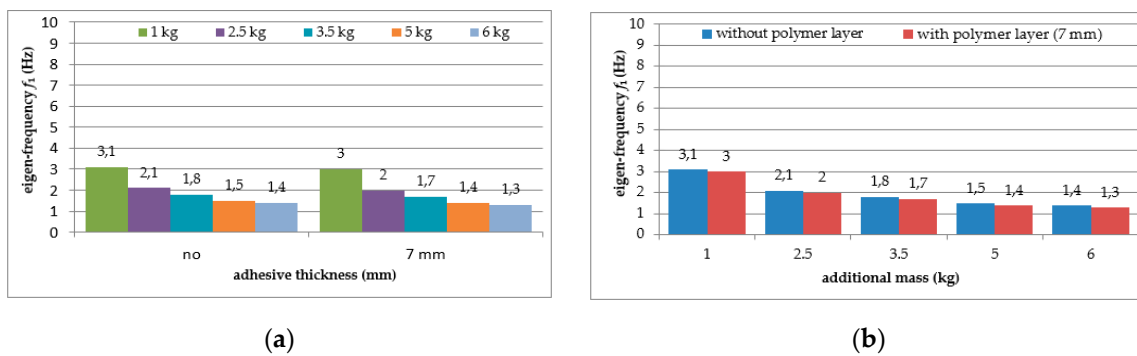 10
9
8
7
6
5
4
3
2
1
0
eigen-frequency f₁ (Hz)
1 kg 2.5 kg 3.5 kg 5 kg 6 kg
3,1 2,1 1,8 1,5 1,4 3 2 1,7 1,4 1,3
no 7 mm
adhesive thickness (mm)
(a)
10
9
8
7
6
5
4
3
2
1
0
eigen-frequency f₁ (Hz)
without polymer layer with polymer layer (7 mm)
3,1 3 2,1 2 1,8 1,7 1,5 1,4 1,4 1,3
1 2.5 3.5 5 6
additional mass (kg)
(b)